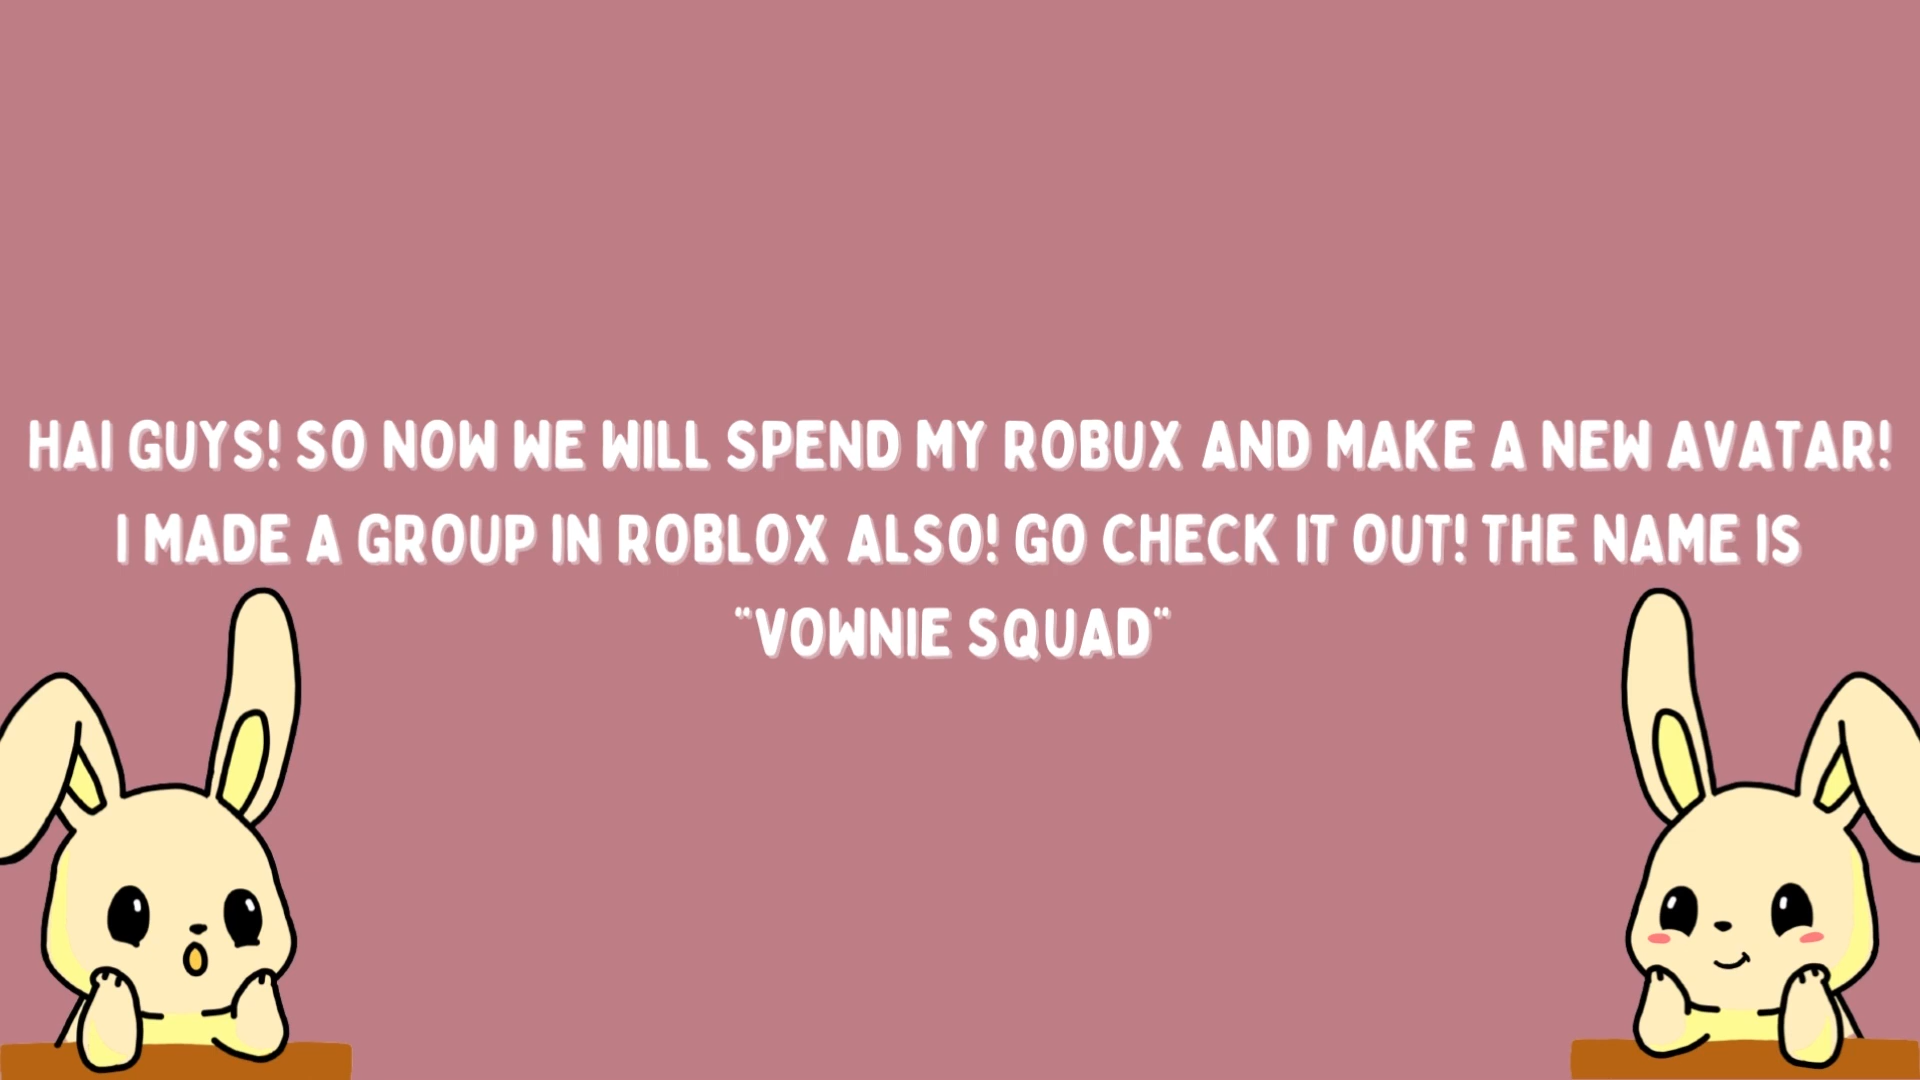 HAI GUYS! SO NOW WE WILL SPEND MY ROBUX AND MAKE A NEW AVATAR!
I MADE A GROUP IN ROBLOX ALSO! GO CHECK IT OUT! THE NAME IS
"VOWNIE SQUAD"